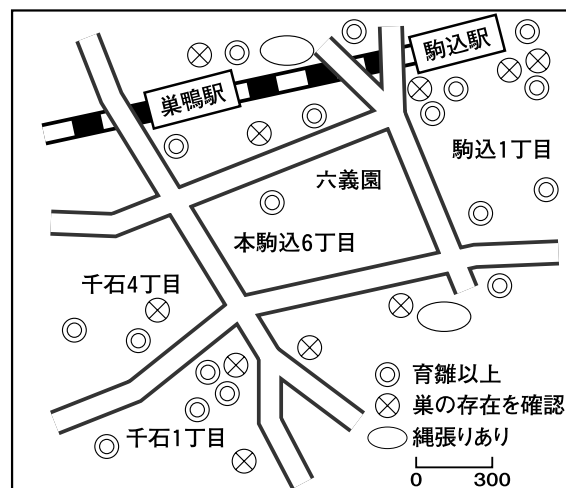 駒込駅
巣鴨駅
駒込1丁目
六義園
本駒込6丁目
千石4丁目
育雛以上
巣の存在を確認
縄張りあり
千石1丁目
0 300